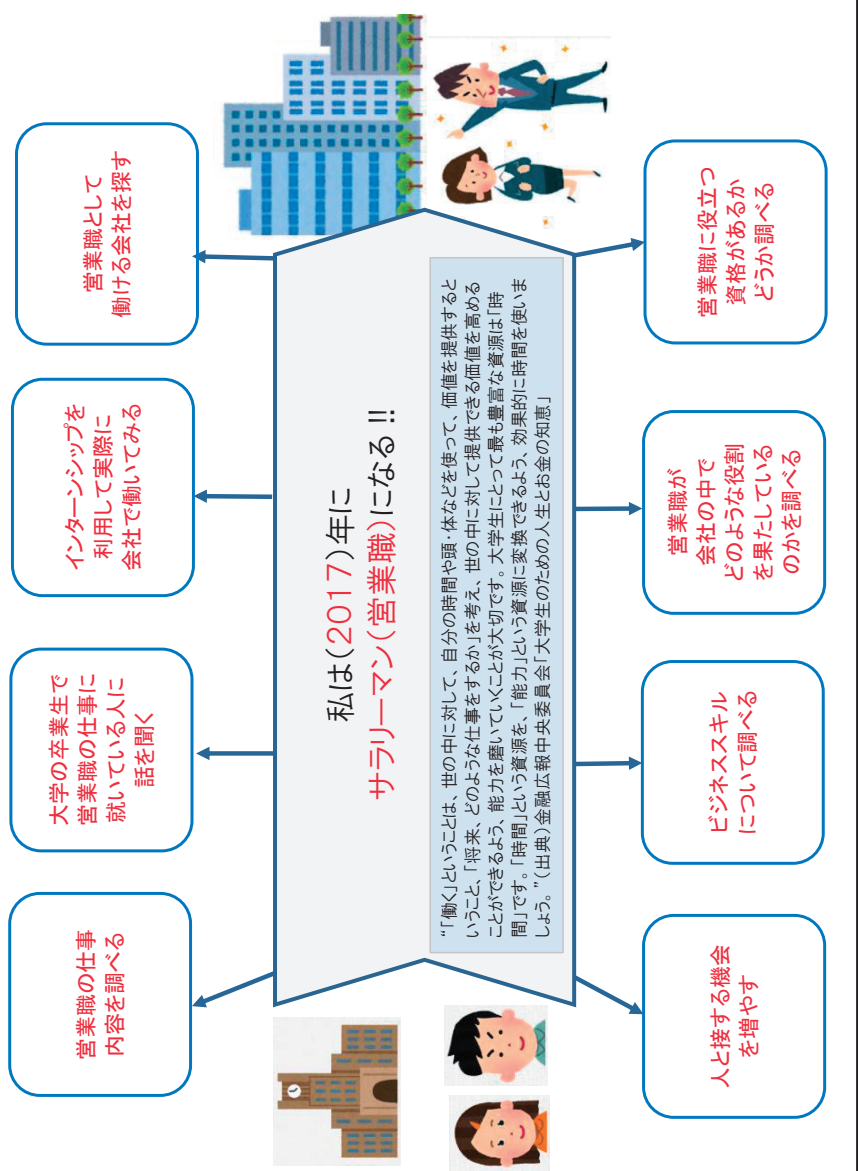 営業職の仕事
内容を調べる
大学の卒業生で
営業職の仕事に
就いている人に
話を聞く
インターンシップを
利用して実際に
会社で働いてみる
営業職として
働ける会社を探す
私は(2017)年に
サラリーマン(営業職)になる!!
“「働く」ということは、世の中に対して、自分の時間や頭・体などを使って、価値を提供すると
いうこと、「将来、どのような仕事をするか」を考え、世の中に対して提供できる価値を高める
ことができるよう、能力を磨いていくことが大切です。大学生にとって最も豊富な資源は「時
間」です。「時間」という資源を、「能力」という資源に変換できるよう、効果的に時間を使いま
しょう。”(出典)金融広報中央委員会「大学生のための人生とお金の知恵」
人と接する機会
を増やす
ビジネススキル
について調べる
営業職が
会社の中で
どのような役割
を果たしている
のかを調べる
営業職に役立つ
資格があるか
どうか調べる